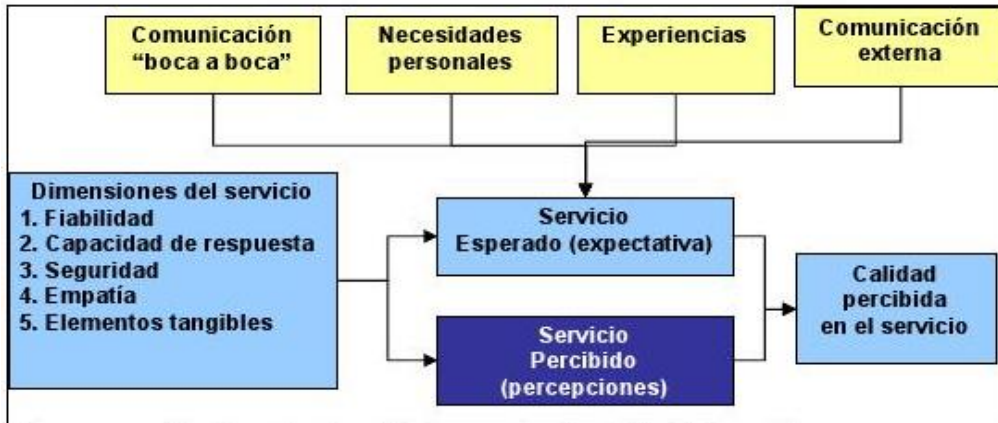 Comunicación
“boca a boca”
Necesidades
personales
Experiencias
Comunicación
externa
Dimensiones del servicio
1. Fiabilidad
2. Capacidad de respuesta
3. Seguridad
4. Empatía
5. Elementos tangibles
Servicio
Esperado (expectativa)
Servicio
Percibido
(percepciones)
Calidad
percibida
en el servicio